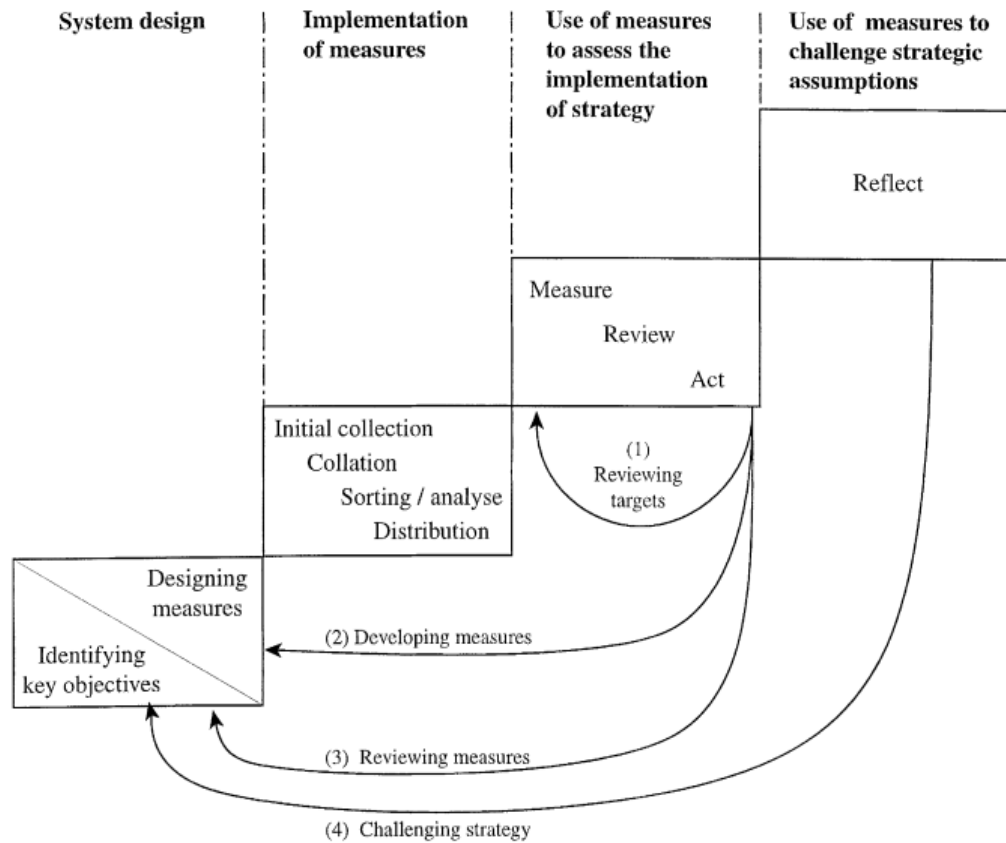 System design
Implementation
of measures
Use of measures
to assess the
implementation
of strategy
Use of  measures to
challenge strategic
assumptions
Reflect
Measure
Review
Act
Initial collection
Collation
Sorting / analyse
Distribution
(1)
Reviewing
targets
Designing
measures
Identifying
key objectives
(2) Developing measures
(3)  Reviewing measures
(4)  Challenging strategy